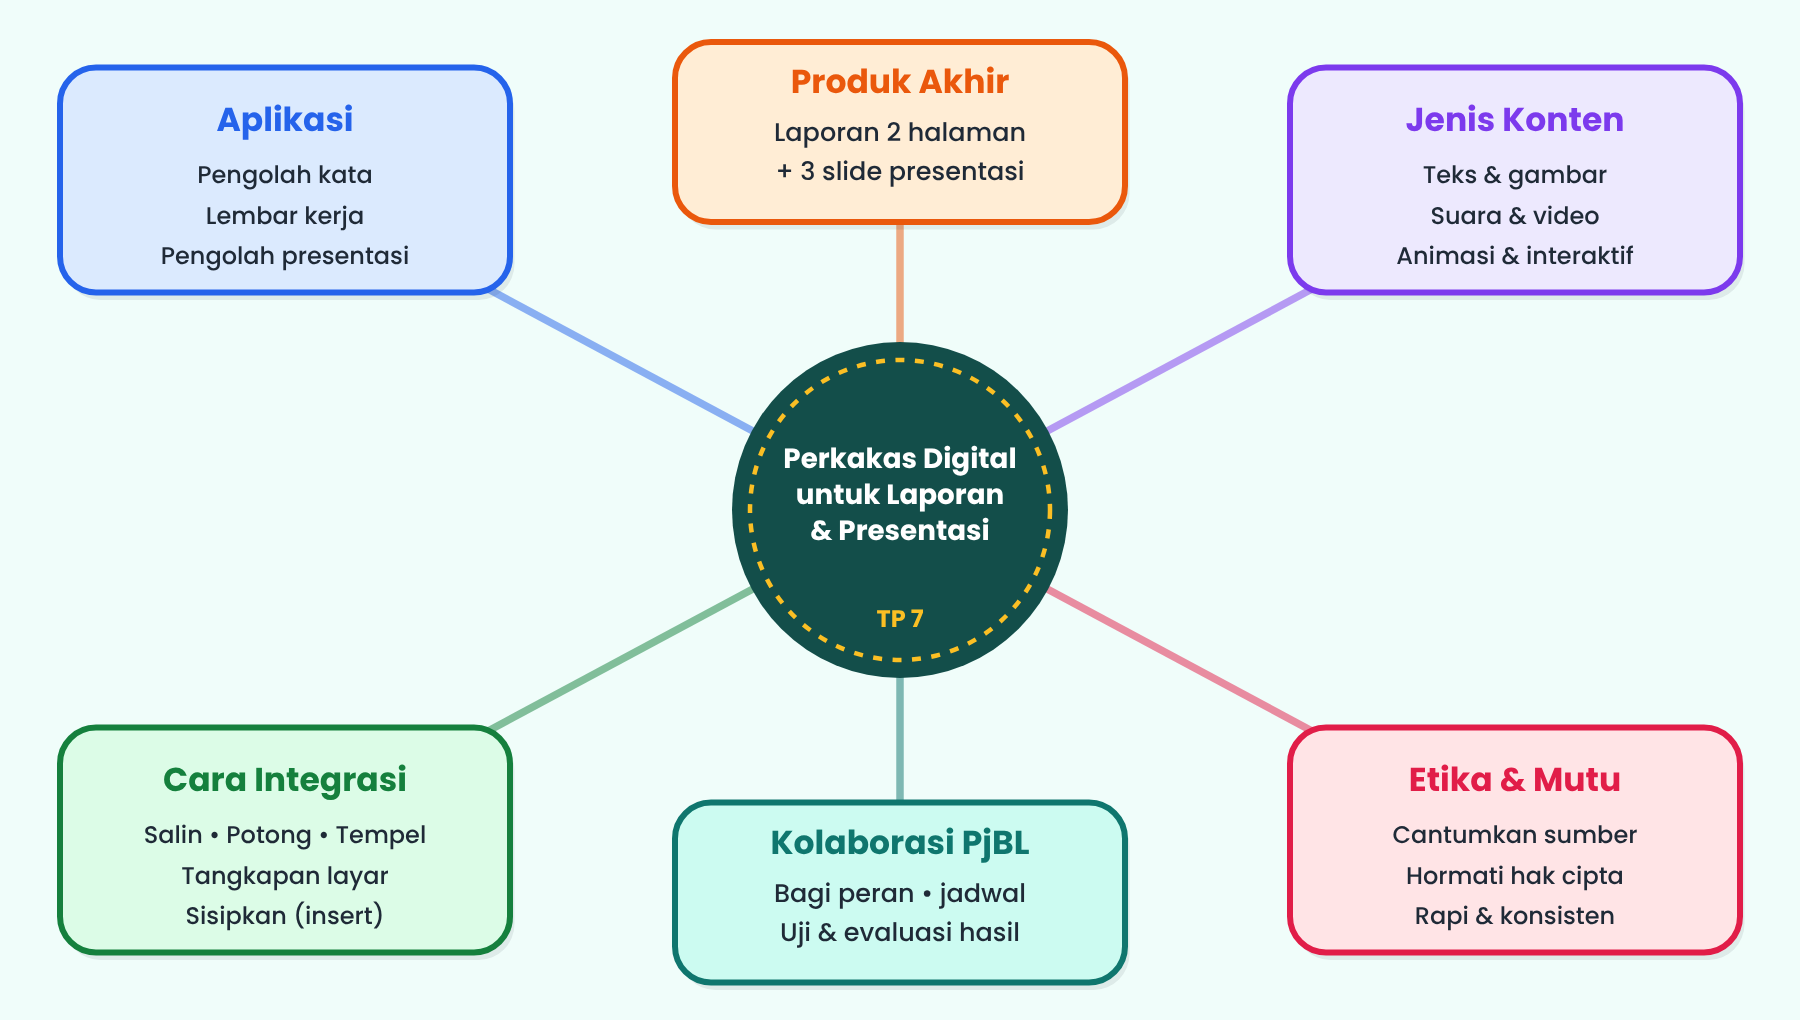 Aplikasi
Pengolah kata
Lembar kerja
Pengolah presentasi
Produk Akhir
Laporan 2 halaman
+ 3 slide presentasi
Jenis Konten
Teks & gambar
Suara & video
Animasi & interaktif
Perkakas Digital
untuk Laporan
& Presentasi
TP 7
Cara Integrasi
Salin • Potong • Tempel
Tangkapan layar
Sisipkan (insert)
Kolaborasi PjBL
Bagi peran • jadwal
Uji & evaluasi hasil
Etika & Mutu
Cantumkan sumber
Hormati hak cipta
Rapi & konsisten